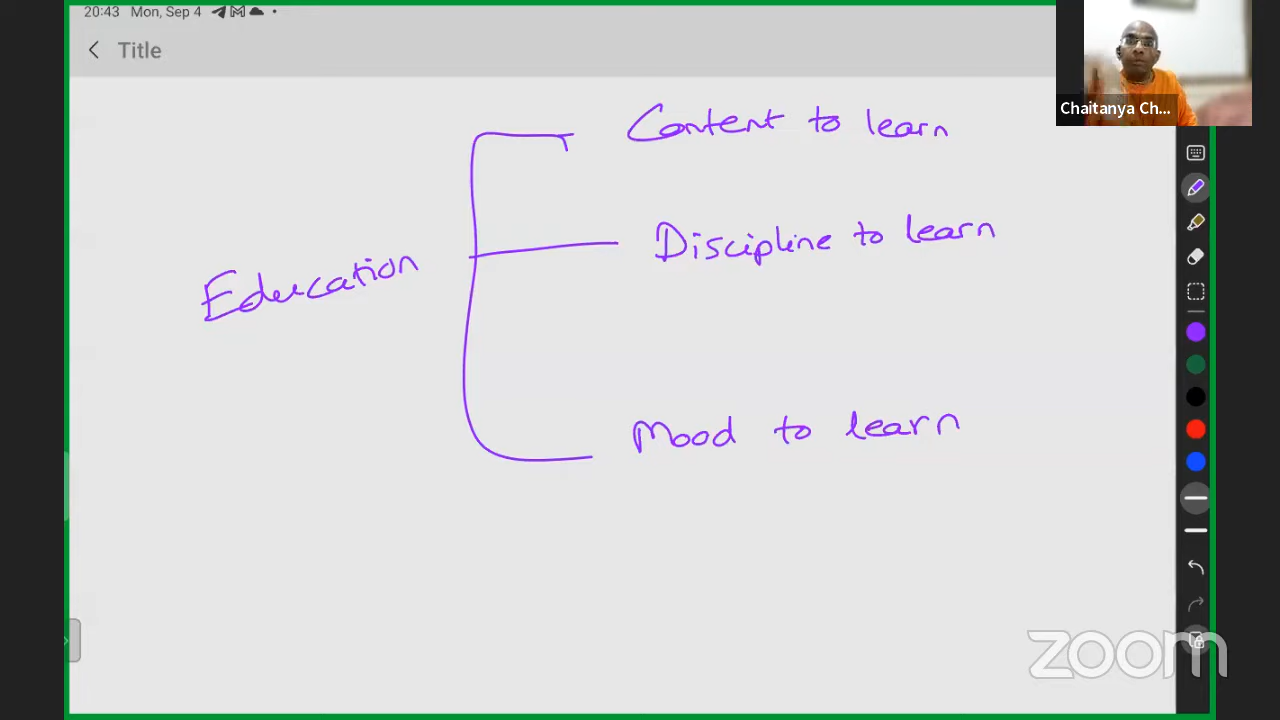 20:43 Mon, Sep 4
Title
Chaitanya Ch...
Content to learn
Discipline to learn
Education
Mood to learn
zoom